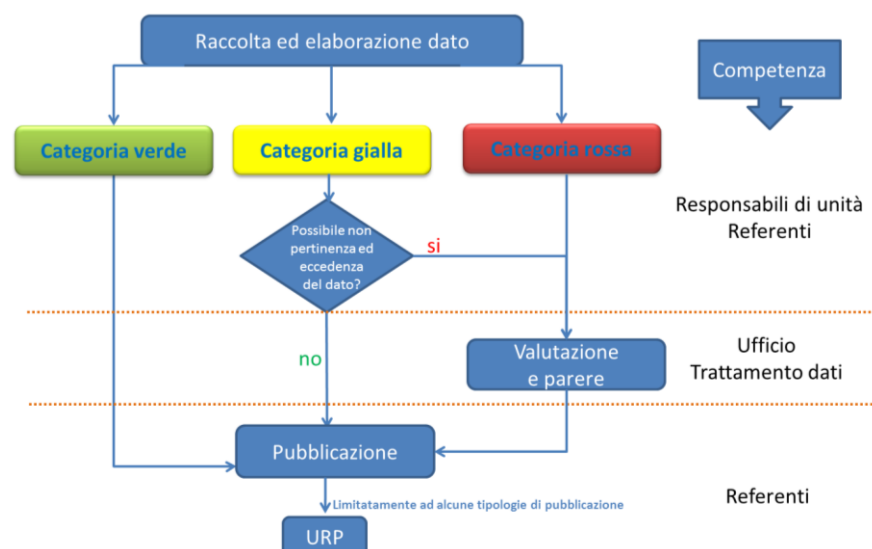 Raccolta ed elaborazione dato
Competenza
Categoria verde
Categoria gialla
Categoria rossa
Responsabili di unità
Referenti
Possibile non
pertinenza ed
eccedenza
del dato?
si
no
Valutazione
e parere
Ufficio
Trattamento dati
Pubblicazione
Limitatamente ad alcune tipologie di pubblicazione
Referenti
URP